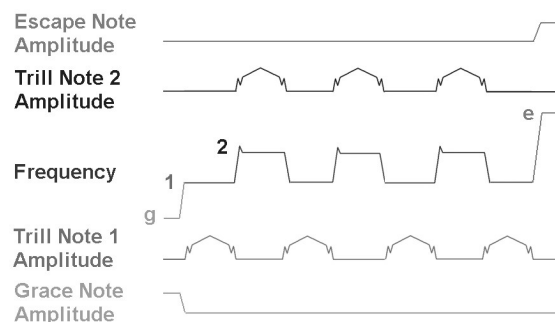 Escape Note
Amplitude
Trill Note 2
Amplitude
e
2
Frequency
1
g
Trill Note 1
Amplitude
Grace Note
Amplitude